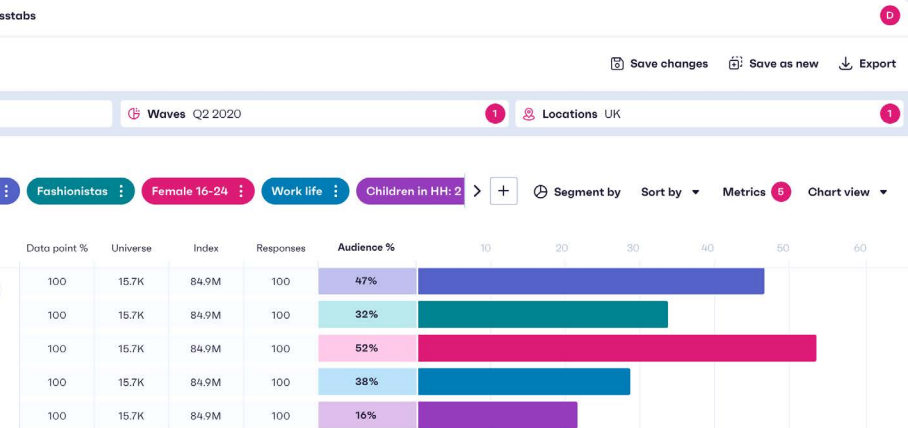 sstabs
D
Save changes Save as new Export
Waves Q2 2020 1 Locations UK 1
Fashionistas Female 16-24 Work life Children in HH: 2 + Segment by Sort by Metrics 5 Chart view
Data point % Universe Index Responses Audience % 10 20 30 40 50 60
100 15.7K 84.9M 100 47%
100 15.7K 84.9M 100 32%
100 15.7K 84.9M 100 52%
100 15.7K 84.9M 100 38%
100 15.7K 84.9M 100 16%